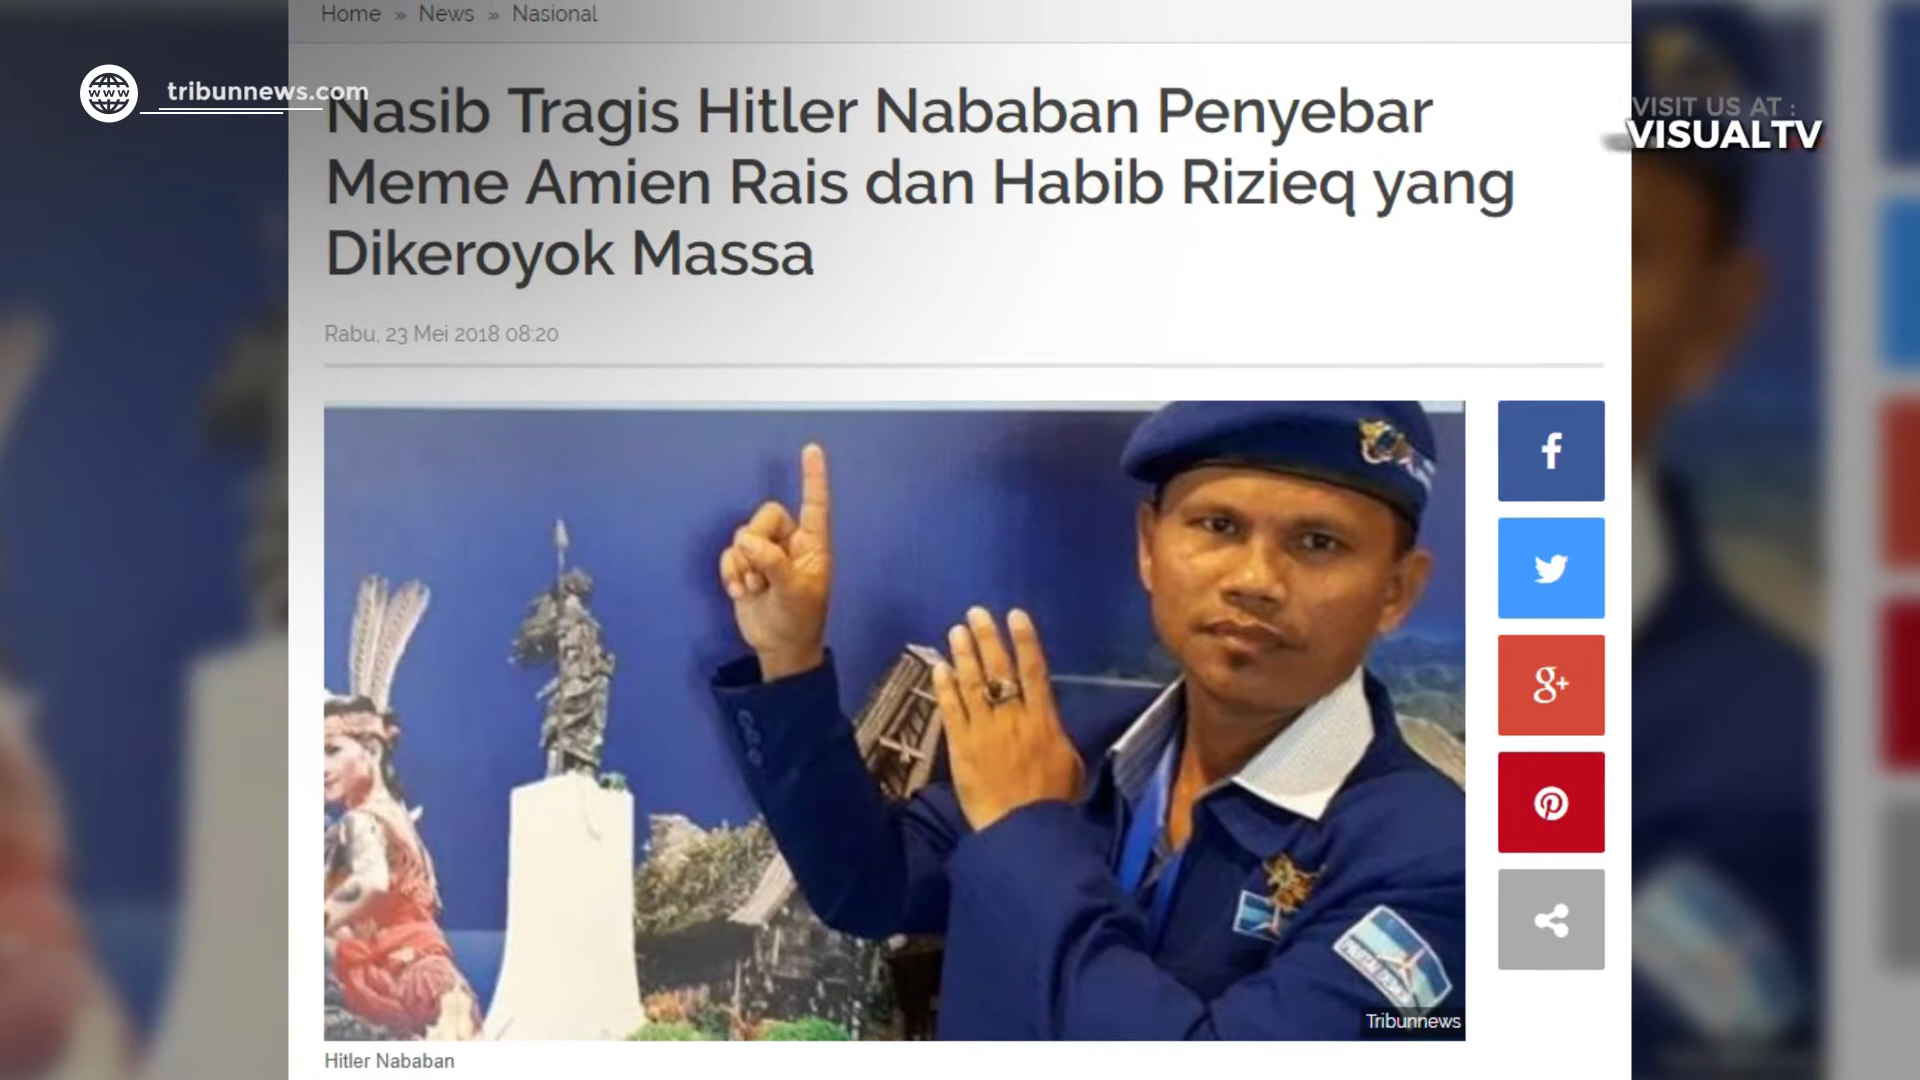 Home » News » Nasional
www
tribunnews.com
VISIT US AT :
VISUALTV
Nasib Tragis Hitler Nababan Penyebar
Meme Amien Rais dan Habib Rizieq yang
Dikeroyok Massa
Rabu, 23 Mei 2018 08:20
f
g+
Tribunnews
Hitler Nababan